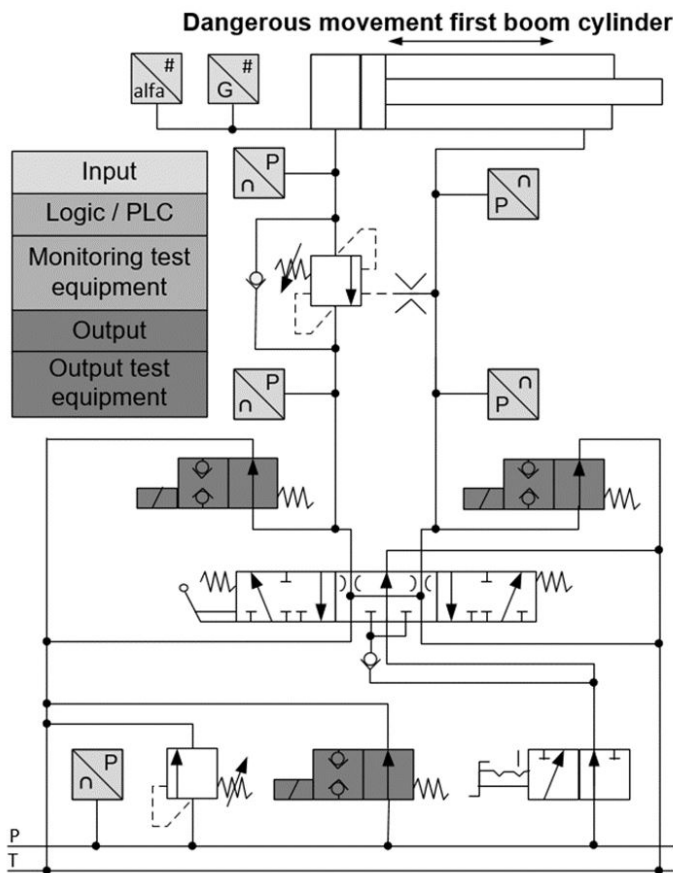 Dangerous movement first boom cylinder
#
alfa
#
G
P
∩
∩
P
Input
Logic / PLC
Monitoring test
equipment
Output
Output test
equipment
P
∩
∩
P
P
∩
P
T